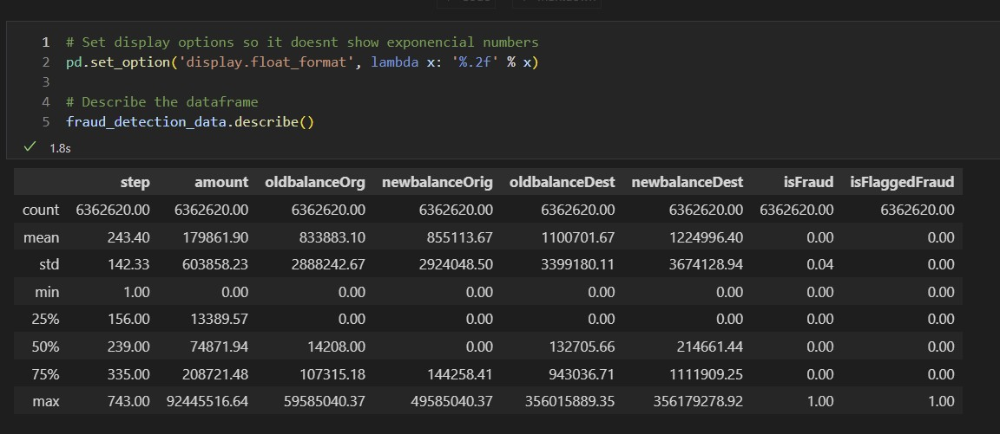 1 # Set display options so it doesnt show exponencial numbers
2 pd.set_option('display.float_format', lambda x: '%.2f' % x)
3
4 # Describe the dataframe
5 fraud_detection_data.describe()
1.8s
step amount oldbalanceOrg newbalanceOrig oldbalanceDest newbalanceDest isFraud isFlaggedFraud
count 6362620.00 6362620.00 6362620.00 6362620.00 6362620.00 6362620.00 6362620.00 6362620.00
mean 243.40 179861.90 833883.10 855113.67 1100701.67 1224996.40 0.00 0.00
std 142.33 603858.23 2888242.67 2924048.50 3399180.11 3674128.94 0.04 0.00
min 1.00 0.00 0.00 0.00 0.00 0.00 0.00 0.00
25% 156.00 13389.57 0.00 0.00 0.00 0.00 0.00 0.00
50% 239.00 74871.94 14208.00 0.00 132705.66 214661.44 0.00 0.00
75% 335.00 208721.48 107315.18 144258.41 943036.71 1111909.25 0.00 0.00
max 743.00 92445516.64 59585040.37 49585040.37 356015889.35 356179278.92 1.00 1.00